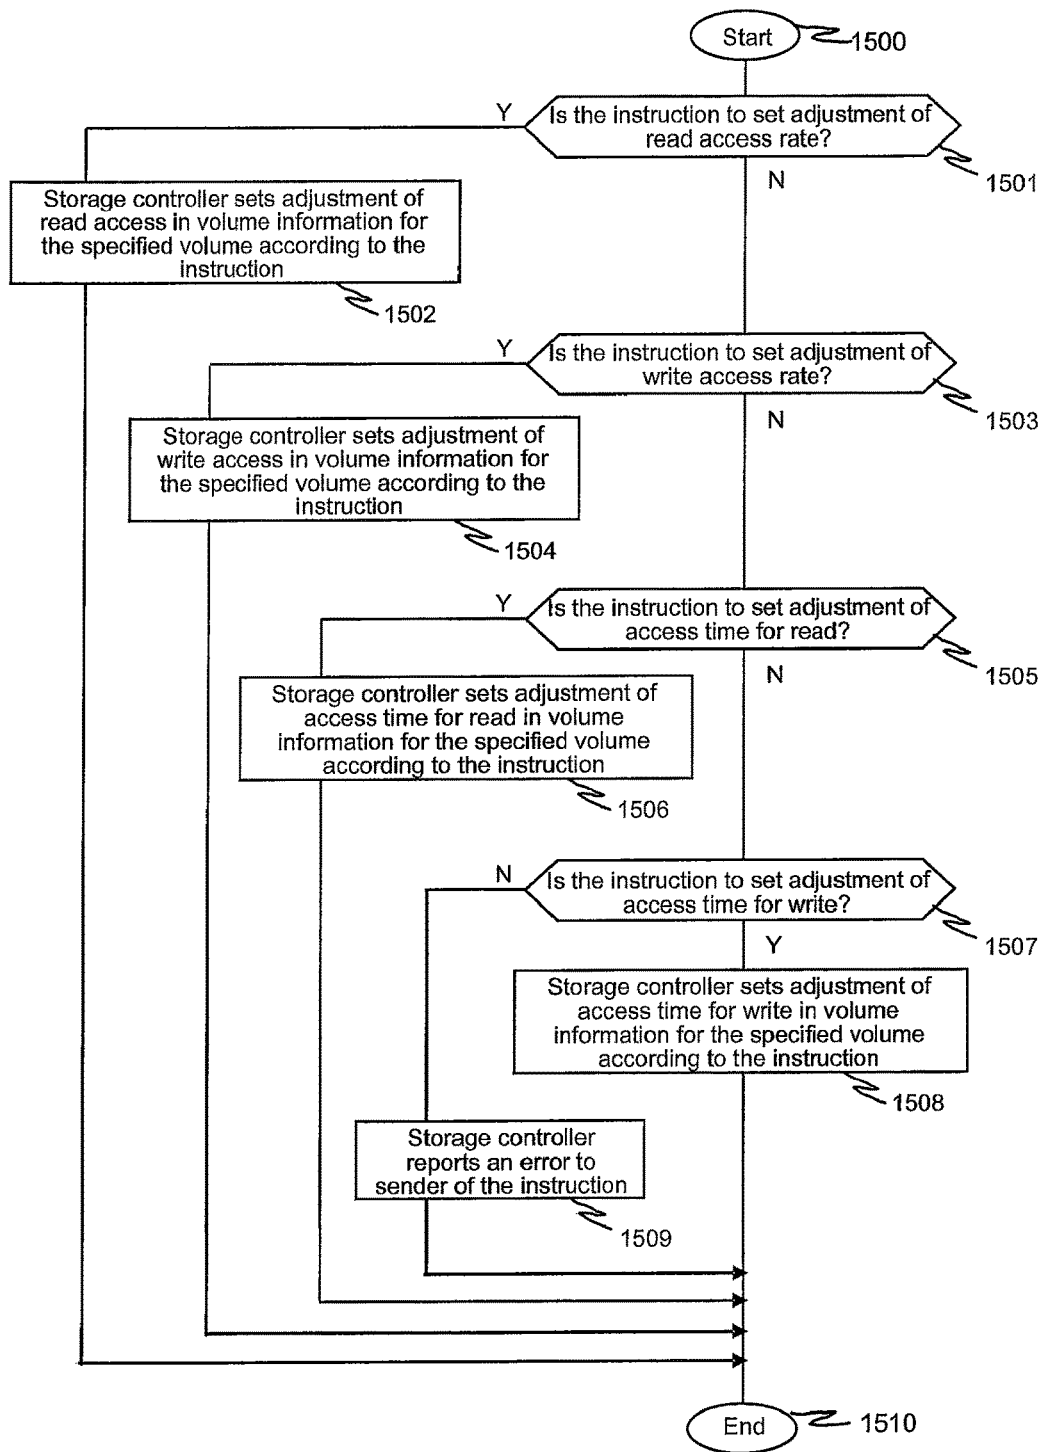 Start
1500
Y
Is the instruction to set adjustment of
read access rate?
1501
N
Storage controller sets adjustment of
read access in volume information for
the specified volume according to the
instruction
1502
Y
Is the instruction to set adjustment of
write access rate?
1503
N
Storage controller sets adjustment of
write access in volume information for
the specified volume according to the
instruction
1504
Y
Is the instruction to set adjustment of
access time for read?
1505
N
Storage controller sets adjustment of
access time for read in volume
information for the specified volume
according to the instruction
1506
N
Is the instruction to set adjustment of
access time for write?
1507
Y
Storage controller sets adjustment of
access time for write in volume
information for the specified volume
according to the instruction
1508
Storage controller
reports an error to
sender of the instruction
1509
End
1510